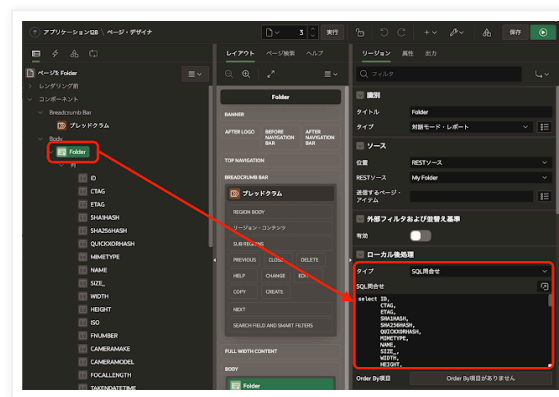 アプリケーション128 \ ページ・デザイナ
3
実行
保存
レイアウト ページ検索 ヘルプ
リージョン 属性 出力
ページ3: Folder
レンダリング前
コンポーネント
Breadcrumb Bar
ブレッドクラム
Body
Folder
列
ID
CTAG
ETAG
SHA1HASH
SHA256HASH
QUICKXORHASH
MIMETYPE
NAME
SIZE_
WIDTH
HEIGHT
ISO
FNUMBER
CAMERAMAKE
CAMERAMODEL
FOCALLENGTH
TAKENDATETIME
Folder
BANNER
AFTER LOGO
BEFORE NAVIGATION BAR
AFTER NAVIGATION BAR
TOP NAVIGATION
BREADCRUMB BAR
ブレッドクラム
REGION BODY
リージョン・コンテンツ
SUB REGIONS
PREVIOUS CLOSE DELETE
HELP CHANGE EDIT
COPY CREATE
NEXT
SEARCH FIELD AND SMART FILTERS
FULL WIDTH CONTENT
BODY
Folder
フィルタ
識別
タイトル Folder
タイプ 対話モード・レポート
ソース
位置 RESTソース
RESTソース My Folder
送信するページ・
アイテム
外部フィルタおよび並替え基準
有効
ローカル後処理
タイプ SQL問合せ
SQL問合せ
select ID,
CTAG,
ETAG,
SHA1HASH,
SHA256HASH,
QUICKXORHASH,
MIMETYPE,
NAME,
SIZE_,
WIDTH,
HEIGHT,
Order By項目 Order By項目がありません